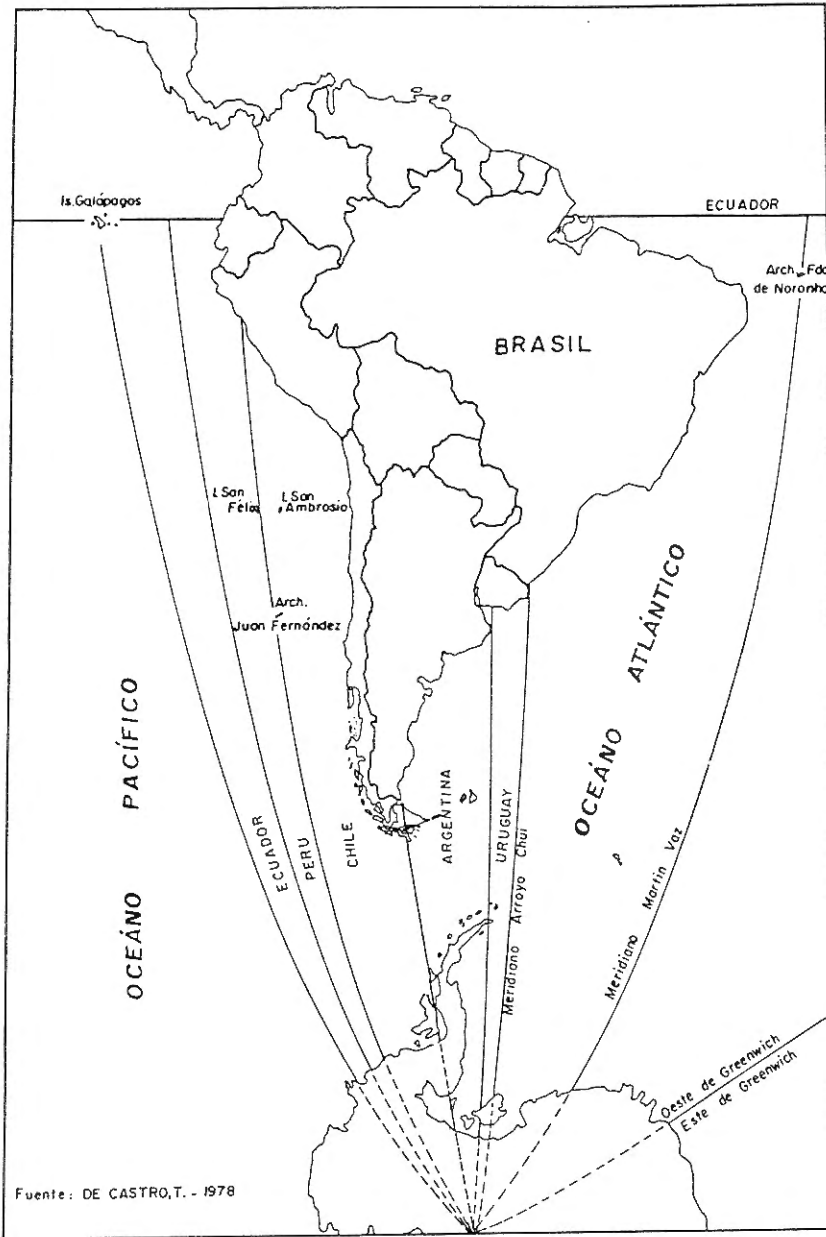 Is. Galápagos
ECUADOR
Arch. Fdo
de Noronha
BRASIL
I. San
Félix
I. San
Ambrosio
Arch.
Juan Fernández
OCEÁNO PACÍFICO
OCEÁNO ATLÁNTICO
ECUADOR
PERU
CHILE
ARGENTINA
URUGUAY
Meridiano Arroyo Chui
Meridiano Martin Vaz
Oeste de Greenwich
Este de Greenwich
Fuente: DE CASTRO, T. - 1978